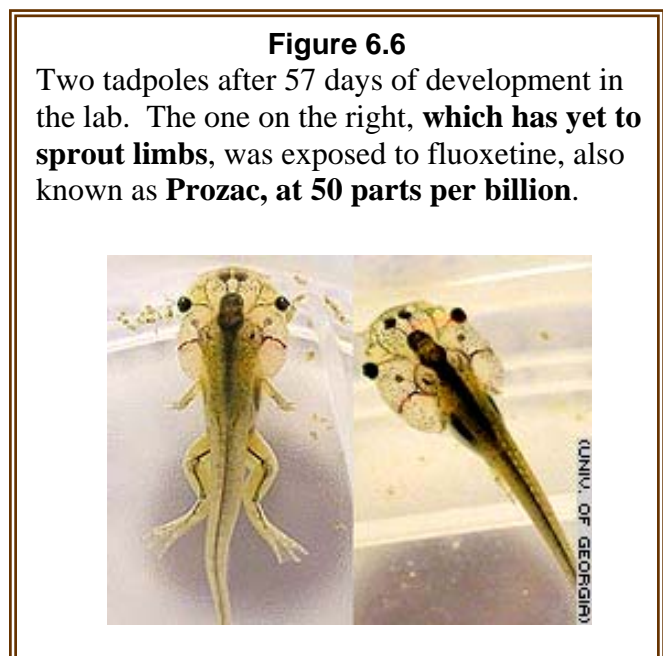 Figure 6.6
Two tadpoles after 57 days of development in
the lab.  The one on the right, which has yet to
sprout limbs, was exposed to fluoxetine, also
known as Prozac, at 50 parts per billion.
(UNIV. OF GEORGIA)